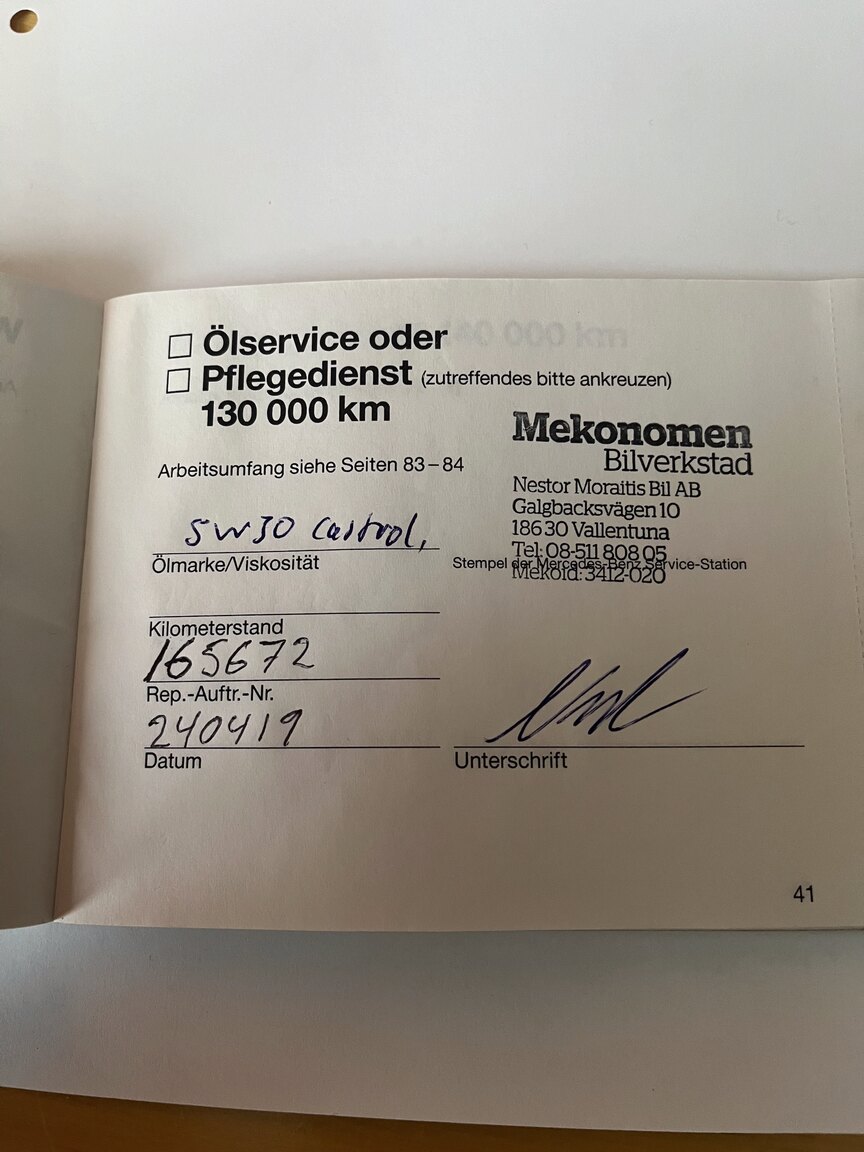 Ölservice oder
Pflegedienst (zutreffendes bitte ankreuzen)
130 000 km
Arbeitsumfang siehe Seiten 83–84
Mekonomen
Bilverkstad
Nestor Moraitis Bil AB
Galgbacksvägen 10
186 30 Vallentuna
Tel: 08-511 808 05
Mekoid: 3412-020
Stempel der Mercedes-Benz Service-Station
5W30 Castrol,
Ölmarke/Viskosität
Kilometerstand
165672
Rep.-Auftr.-Nr.
240419
Datum
Unterschrift
41